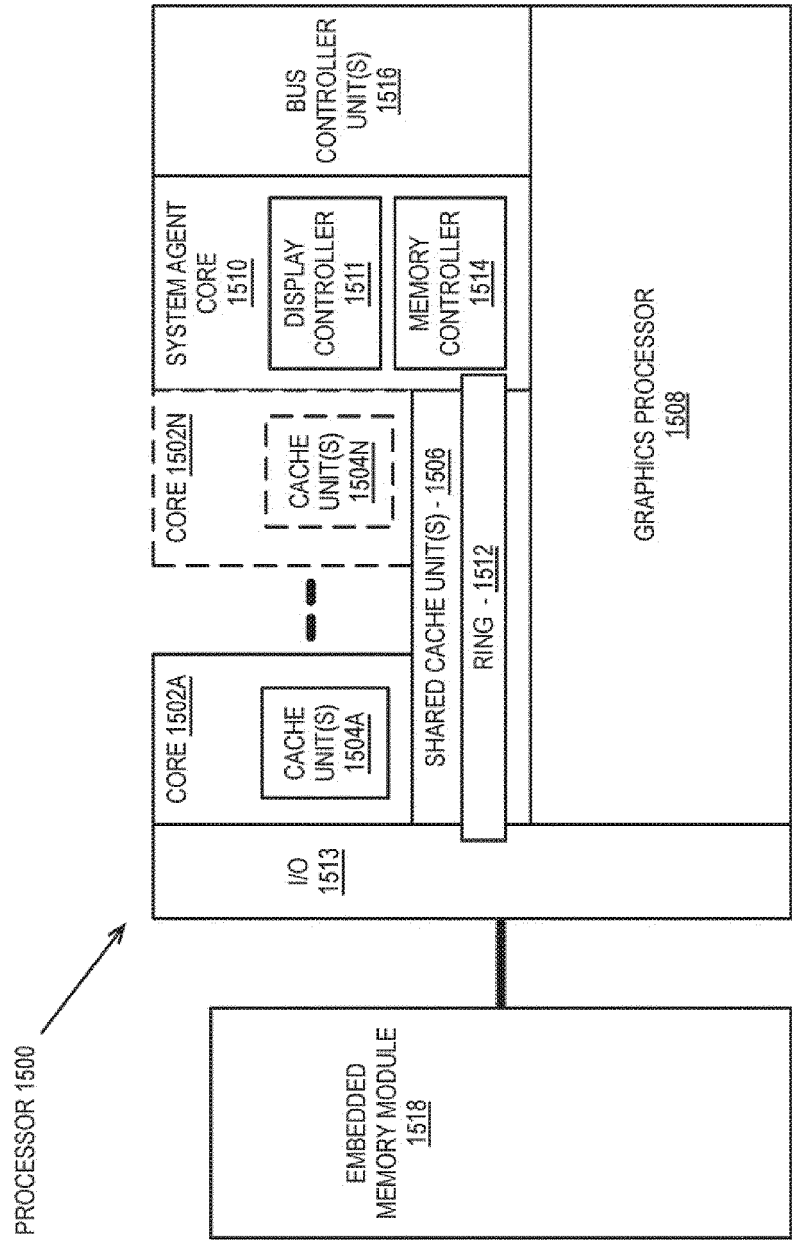 PROCESSOR 1500
EMBEDDED
MEMORY MODULE
1518
I/O
1513
CORE 1502A
CACHE
UNIT(S)
1504A
CORE 1502N
CACHE
UNIT(S)
1504N
SHARED CACHE UNIT(S) - 1506
RING - 1512
SYSTEM AGENT
CORE
1510
DISPLAY
CONTROLLER
1511
MEMORY
CONTROLLER
1514
BUS
CONTROLLER
UNIT(S)
1516
GRAPHICS PROCESSOR
1508